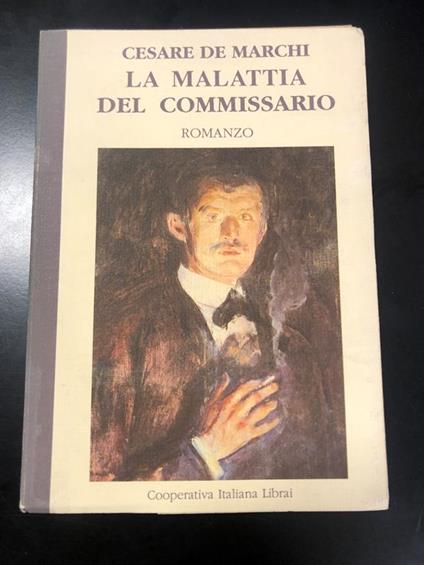 CESARE DE MARCHI
LA MALATTIA
DEL COMMISSARIO
ROMANZO
Cooperativa Italiana Librai